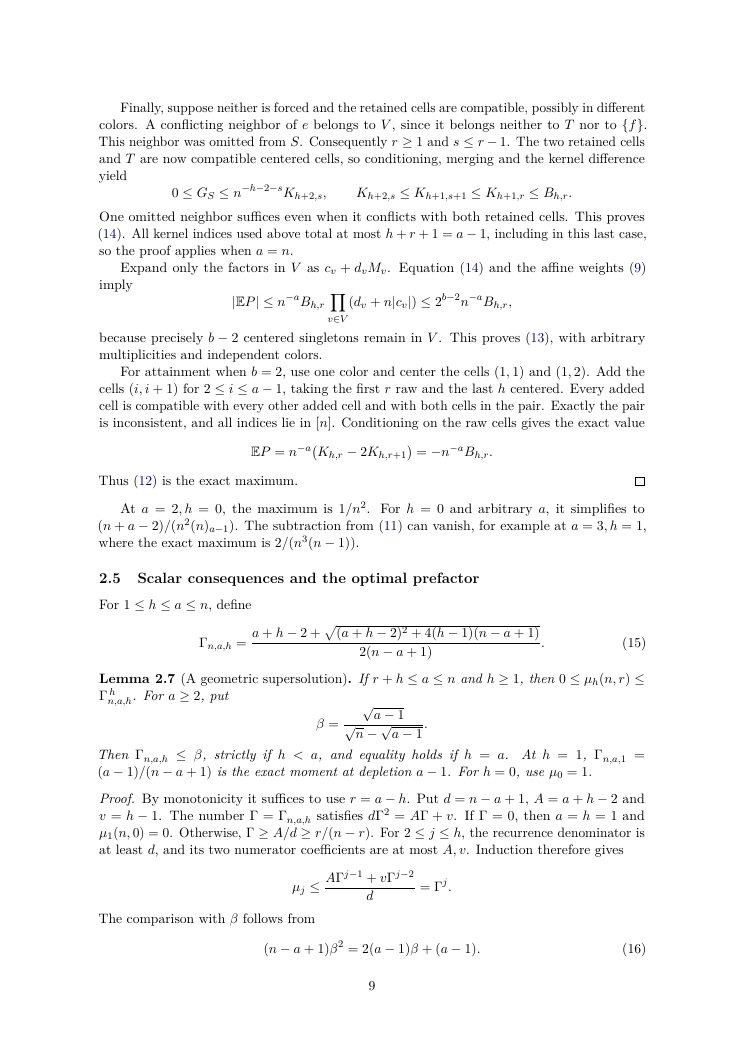 Finally, suppose neither is forced and the retained cells are compatible, possibly in different
colors. A conflicting neighbor of e belongs to V, since it belongs neither to T nor to {f}.
This neighbor was omitted from S. Consequently r ≥ 1 and s ≤ r − 1. The two retained cells
and T are now compatible centered cells, so conditioning, merging and the kernel difference
yield
0 ≤ G_S ≤ n^{−h−2−s}K_{h+2,s}, K_{h+2,s} ≤ K_{h+1,s+1} ≤ K_{h+1,r} ≤ B_{h,r}.
One omitted neighbor suffices even when it conflicts with both retained cells. This proves
(14). All kernel indices used above total at most h + r + 1 = a − 1, including in this last case,
so the proof applies when a = n.
Expand only the factors in V as c_v + d_vM_v. Equation (14) and the affine weights (9)
imply
|𝔼P| ≤ n^{−a}B_{h,r} ∏_{v∈V} (d_v + n|c_v|) ≤ 2^{b−2}n^{−a}B_{h,r},
because precisely b − 2 centered singletons remain in V. This proves (13), with arbitrary
multiplicities and independent colors.
For attainment when b = 2, use one color and center the cells (1, 1) and (1, 2). Add the
cells (i, i + 1) for 2 ≤ i ≤ a − 1, taking the first r raw and the last h centered. Every added
cell is compatible with every other added cell and with both cells in the pair. Exactly the pair
is inconsistent, and all indices lie in [n]. Conditioning on the raw cells gives the exact value
𝔼P = n^{−a}(K_{h,r} − 2K_{h,r+1}) = −n^{−a}B_{h,r}.
Thus (12) is the exact maximum. □
At a = 2, h = 0, the maximum is 1/n². For h = 0 and arbitrary a, it simplifies to
(n + a − 2)/(n²(n)_{a−1}). The subtraction from (11) can vanish, for example at a = 3, h = 1,
where the exact maximum is 2/(n³(n − 1)).
2.5 Scalar consequences and the optimal prefactor
For 1 ≤ h ≤ a ≤ n, define
Γ_{n,a,h} = (a + h − 2 + √((a + h − 2)² + 4(h − 1)(n − a + 1))) / (2(n − a + 1)). (15)
Lemma 2.7 (A geometric supersolution). If r + h ≤ a ≤ n and h ≥ 1, then 0 ≤ μ_h(n, r) ≤
Γ_{n,a,h}^h. For a ≥ 2, put
β = √(a − 1) / (√n − √(a − 1)).
Then Γ_{n,a,h} ≤ β, strictly if h < a, and equality holds if h = a. At h = 1, Γ_{n,a,1} =
(a − 1)/(n − a + 1) is the exact moment at depletion a − 1. For h = 0, use μ_0 = 1.
Proof. By monotonicity it suffices to use r = a − h. Put d = n − a + 1, A = a + h − 2 and
v = h − 1. The number Γ = Γ_{n,a,h} satisfies dΓ² = AΓ + v. If Γ = 0, then a = h = 1 and
μ_1(n, 0) = 0. Otherwise, Γ ≥ A/d ≥ r/(n − r). For 2 ≤ j ≤ h, the recurrence denominator is
at least d, and its two numerator coefficients are at most A, v. Induction therefore gives
μ_j ≤ (AΓ^{j−1} + vΓ^{j−2}) / d = Γ^j.
The comparison with β follows from
(n − a + 1)β² = 2(a − 1)β + (a − 1). (16)
9